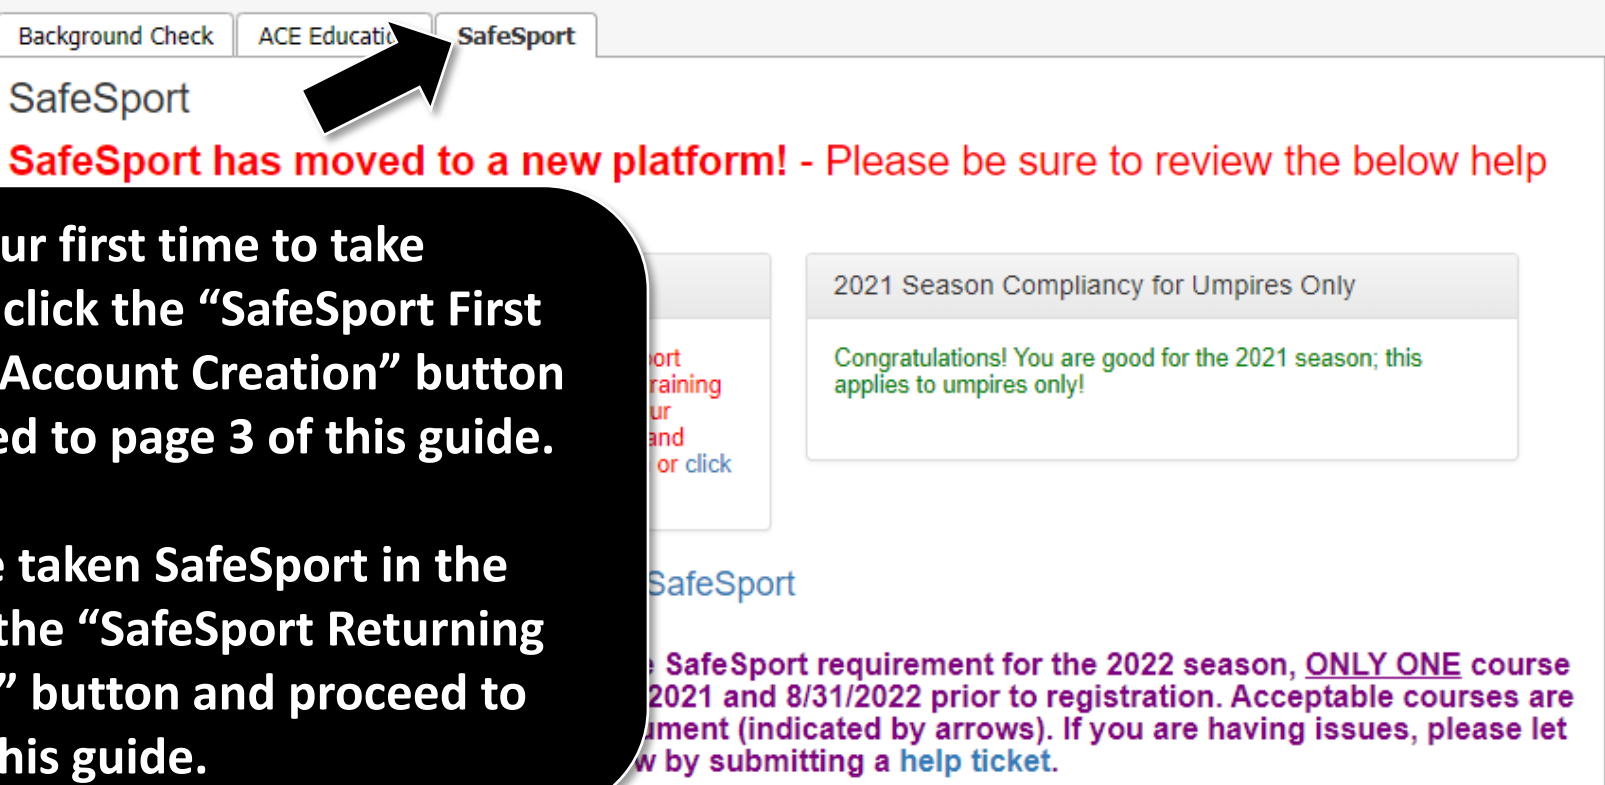 Background Check ACE Educatio SafeSport
SafeSport
SafeSport has moved to a new platform! - Please be sure to review the below help
ur first time to take
click the “SafeSport First
Account Creation” button
ed to page 3 of this guide.
e taken SafeSport in the
the “SafeSport Returning
” button and proceed to
his guide.
ort
raining
ur
and
or click
2021 Season Compliancy for Umpires Only
Congratulations! You are good for the 2021 season; this
applies to umpires only!
SafeSport
e SafeSport requirement for the 2022 season, ONLY ONE course
2021 and 8/31/2022 prior to registration. Acceptable courses are
ument (indicated by arrows). If you are having issues, please let
w by submitting a help ticket.